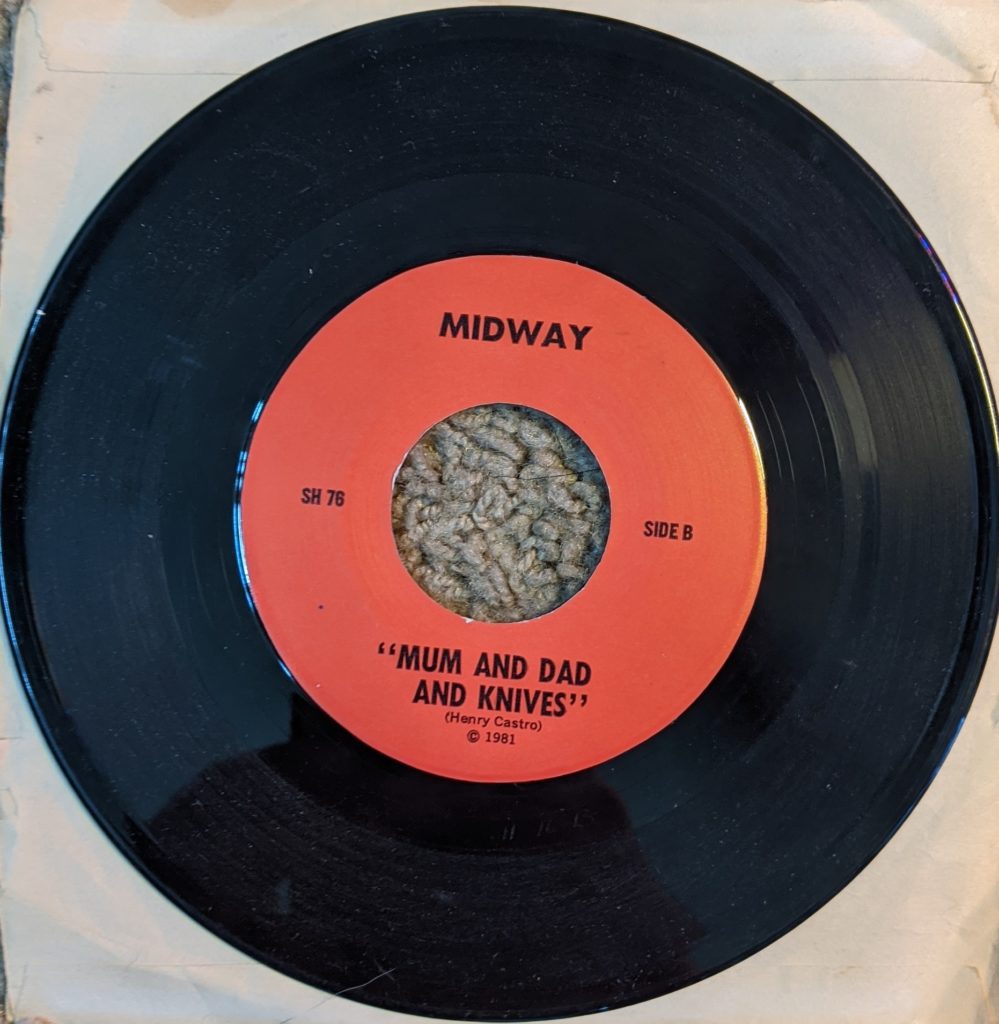 MIDWAY
SH 76
SIDE B
“MUM AND DAD
AND KNIVES”
(Henry Castro)
© 1981